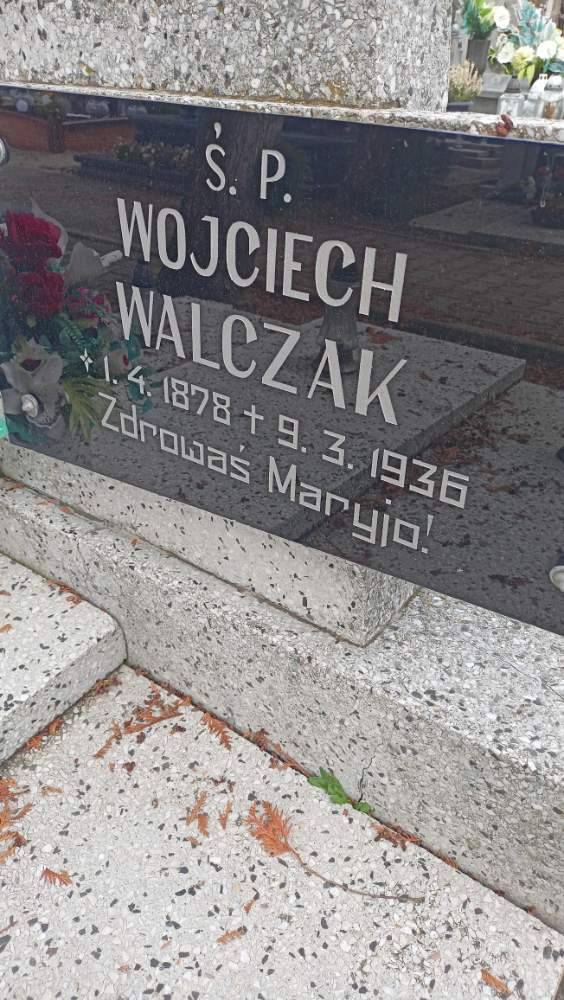 Ś. P.
WOJCIECH
WALCZAK
* 1. 4. 1878 † 9. 3. 1936
Zdrowaś Maryjo!